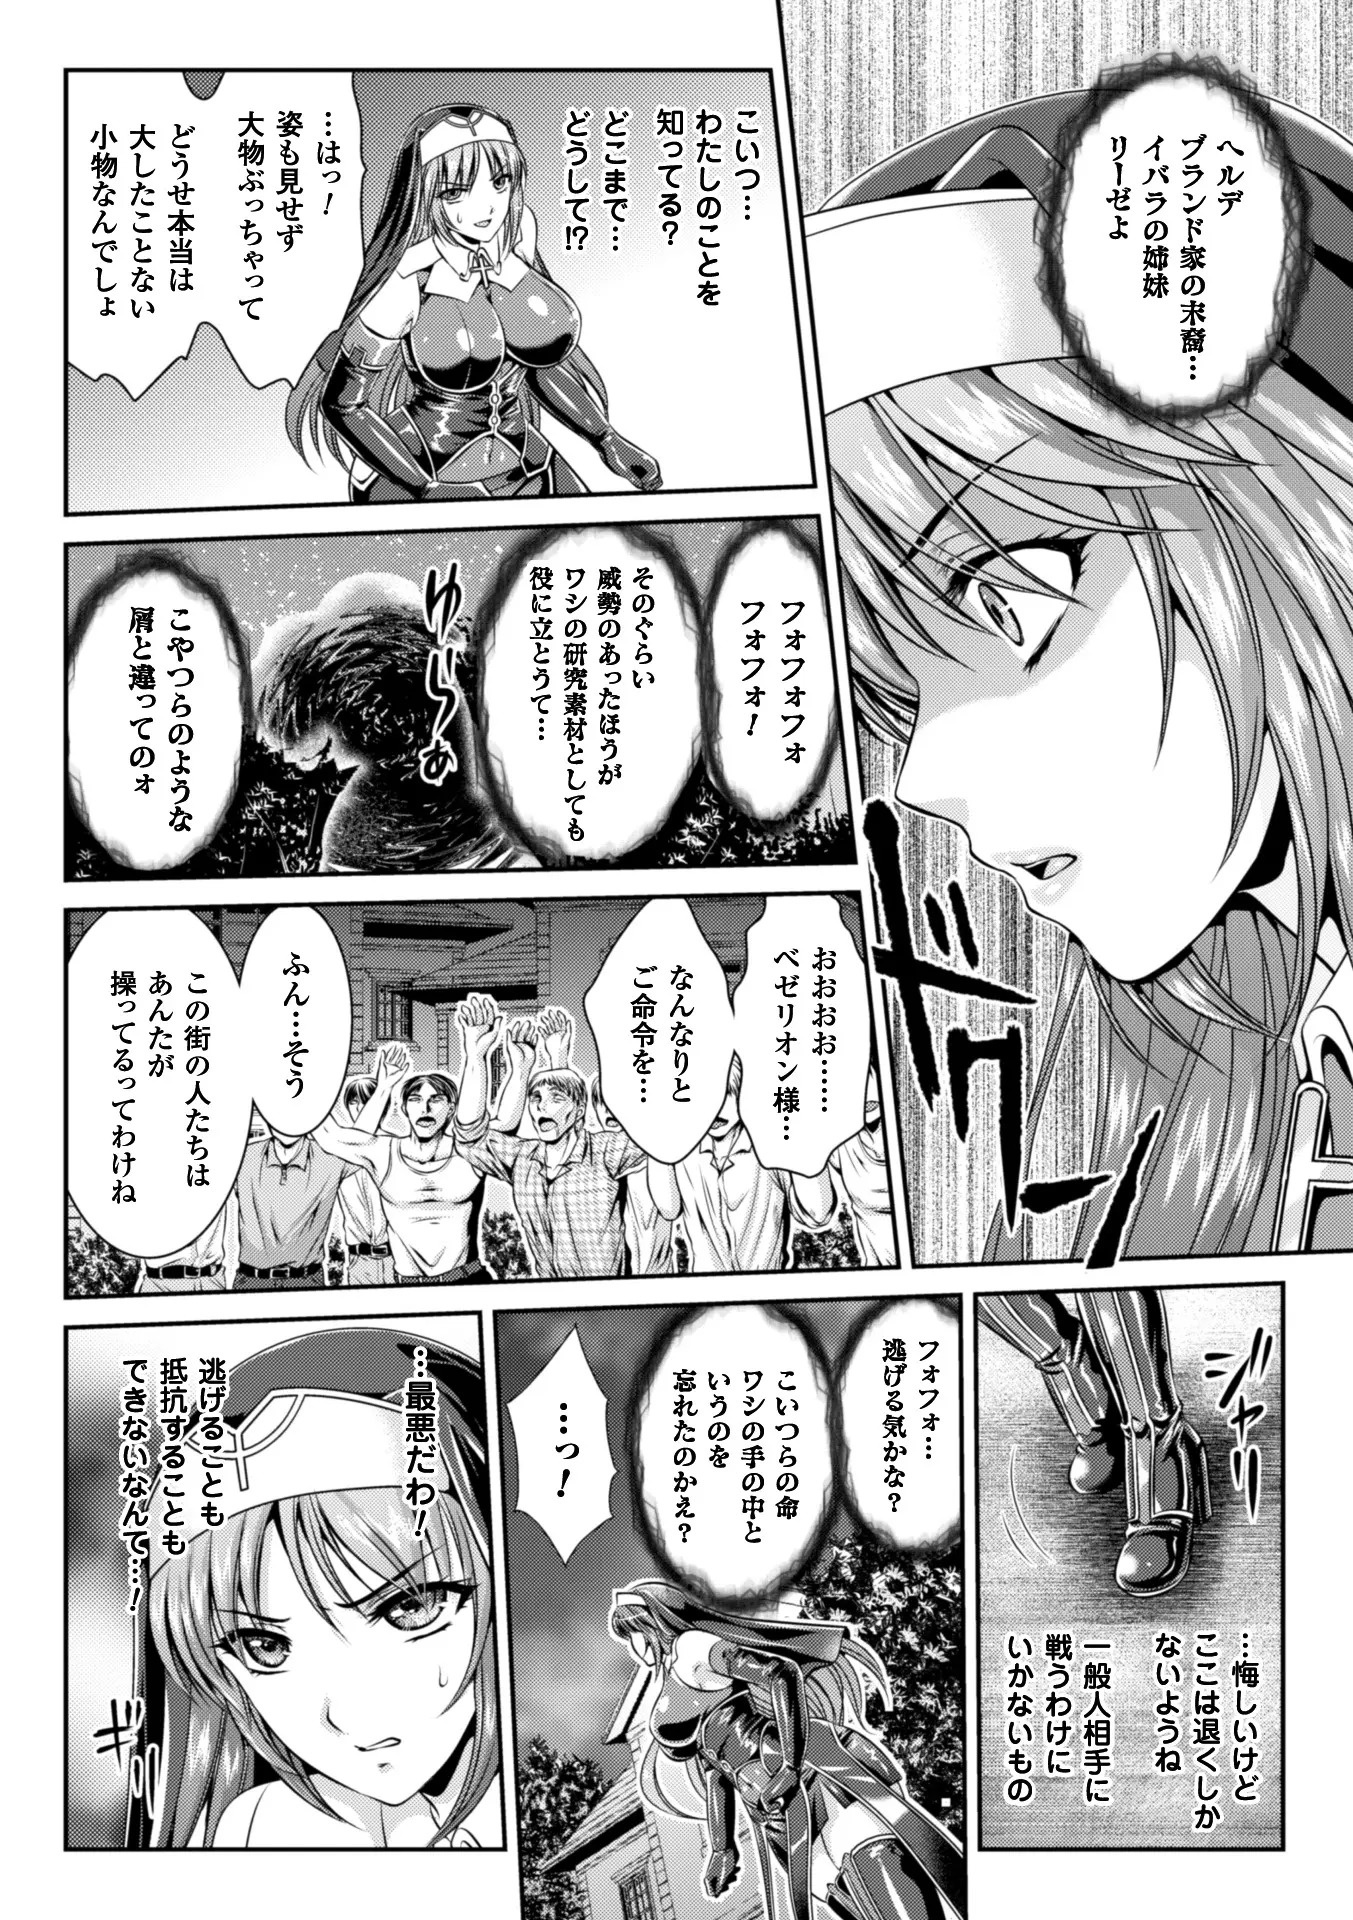 ヘルデ
ブランド家の末裔…
イバラの姉妹
リーゼよ
ギクーッ
こいつ…
わたしのことを
知ってる？
どこまで…
どうして!?
…はっ！
姿も見せず
大物ぶっちゃって
どうせ本当は
大したことない
小物なんでしょ
フォフォフォ
フォフォ！
そのぐらい
威勢のあったほうが
ワシの研究素材としても
役に立とうて…
ゆらぁ
こやつらのような
屑と違ってのォ
おおおお……
ベゼリオン様…
なんなりと
ご命令を…
ふん…そう
この街の人たちは
あんたが
操ってるってわけね
ジャリ
…悔しいけど
ここは退くしか
ないようね
一般人相手に
戦うわけに
いかないもの
フォフォ…
逃げる気かな？
こいつらの命
ワシの手の中と
いうのを
忘れたのかえ？
…っ！
…最悪だわ！
逃げることも
抵抗することも
できないなんて…！
ギリ